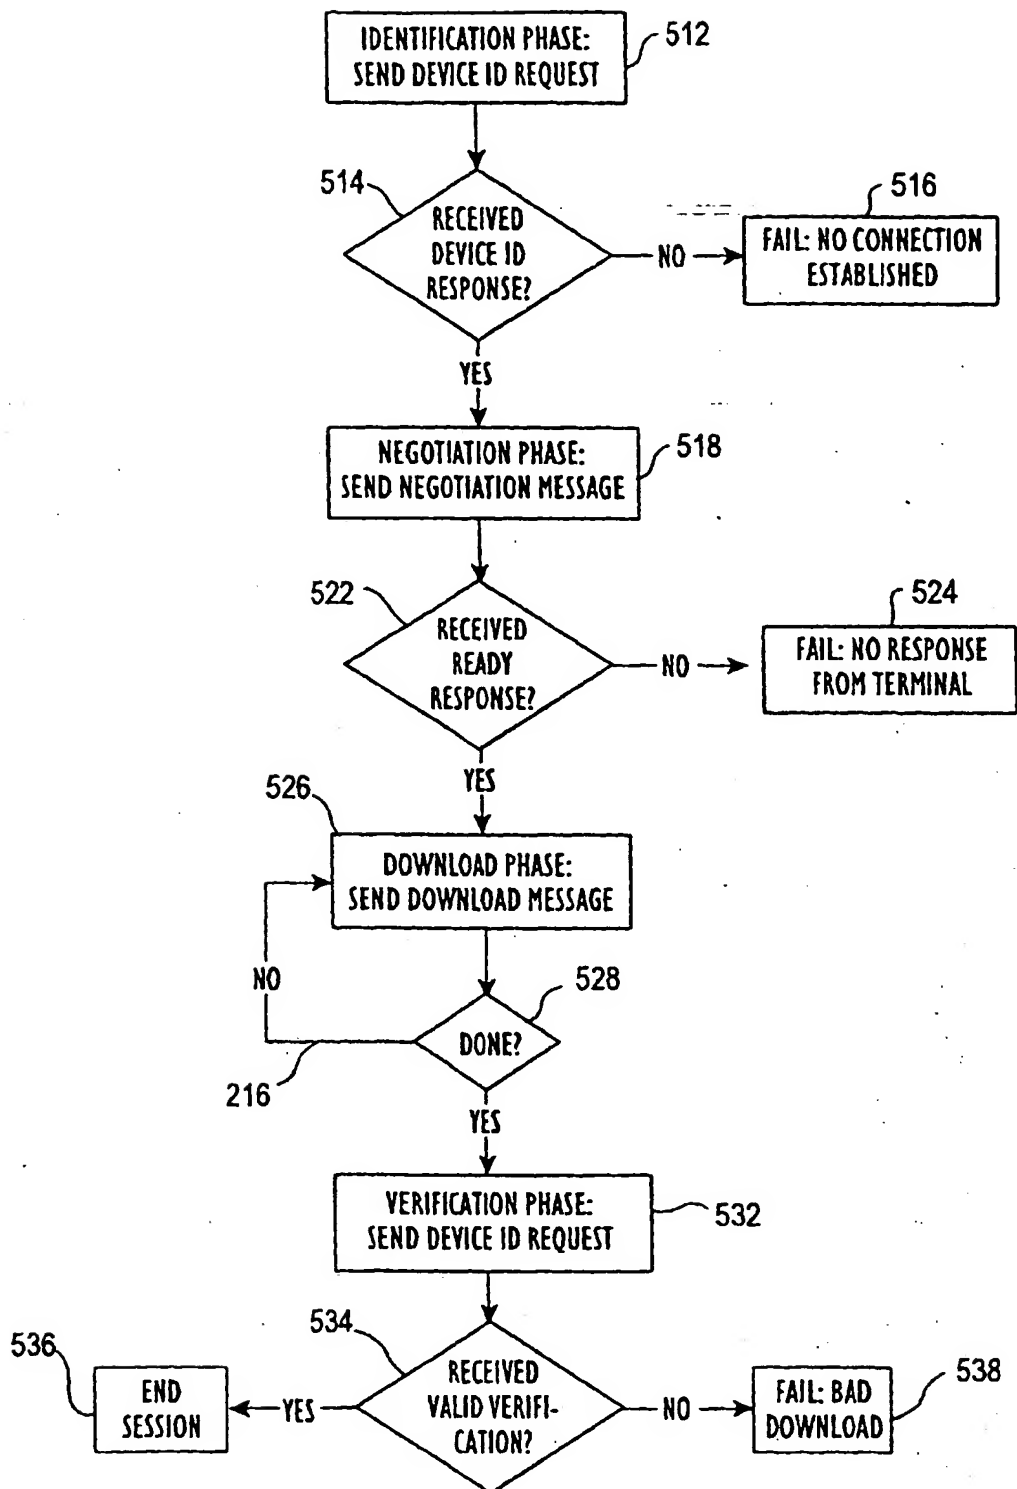 IDENTIFICATION PHASE:
SEND DEVICE ID REQUEST
512
514
RECEIVED
DEVICE ID
RESPONSE?
NO
516
FAIL: NO CONNECTION
ESTABLISHED
YES
NEGOTIATION PHASE:
SEND NEGOTIATION MESSAGE
518
522
RECEIVED
READY
RESPONSE?
NO
524
FAIL: NO RESPONSE
FROM TERMINAL
YES
526
DOWNLOAD PHASE:
SEND DOWNLOAD MESSAGE
NO
528
DONE?
216
YES
VERIFICATION PHASE:
SEND DEVICE ID REQUEST
532
534
RECEIVED
VALID VERIFI-
CATION?
YES
536
END
SESSION
NO
FAIL: BAD
DOWNLOAD
538